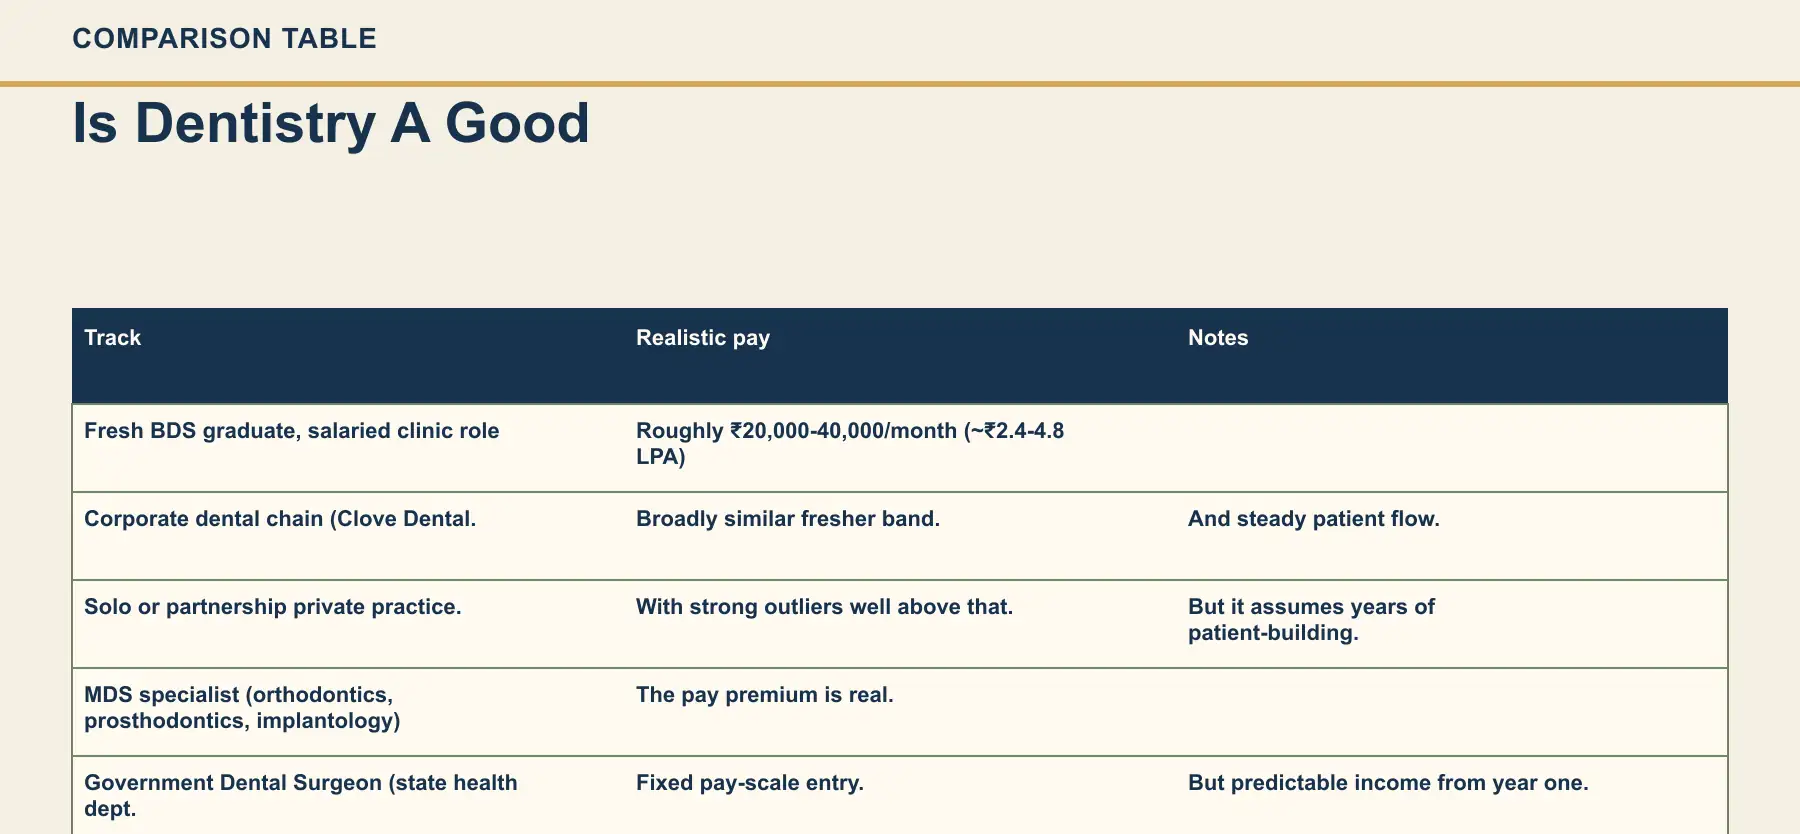 COMPARISON TABLE
Is Dentistry A Good
Track Realistic pay Notes
Fresh BDS graduate, salaried clinic role Roughly ₹20,000-40,000/month (~₹2.4-4.8
LPA)
Corporate dental chain (Clove Dental. Broadly similar fresher band. And steady patient flow.
Solo or partnership private practice. With strong outliers well above that. But it assumes years of
patient-building.
MDS specialist (orthodontics, The pay premium is real.
prosthodontics, implantology)
Government Dental Surgeon (state health Fixed pay-scale entry. But predictable income from year one.
dept.